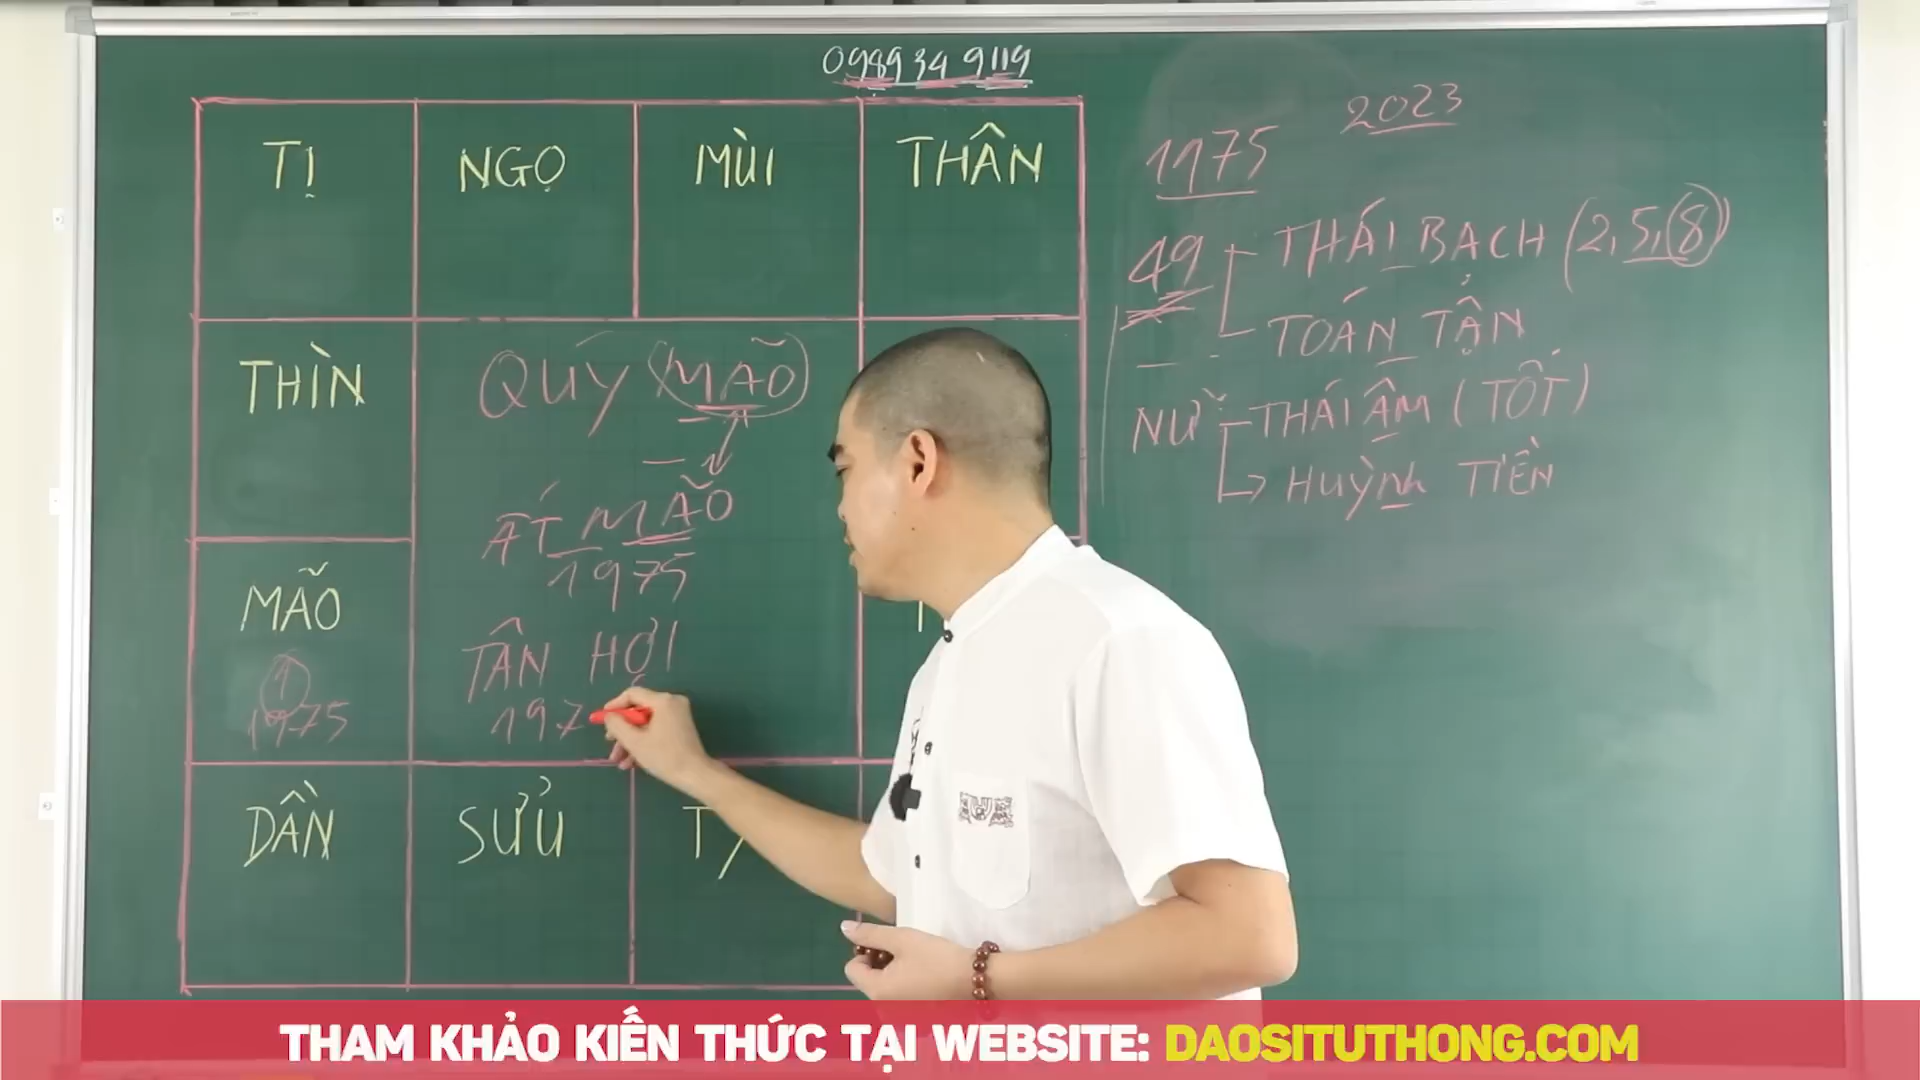 0989 34 9119
TỊ
NGỌ
MÙI
THÂN
THÌN
MÃO
1
1975
DẦN
SỬU
QUÝ (MÃO)
ẤT MÃO
1975
TÂN HỢI
197
2023
1975
49
THÁI BẠCH (2, 5, 8)
TOÁN TẬN
NỮ
THÁI ÂM (TỐT)
HUỲNH TIỀN
THAM KHẢO KIẾN THỨC TẠI WEBSITE: DAOSITUTHONG.COM